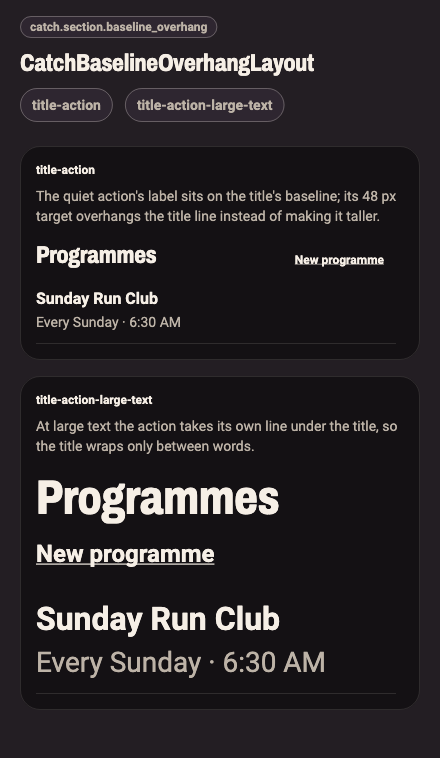 catch.section.baseline_overhang
CatchBaselineOverhangLayout
title-action title-action-large-text
title-action
The quiet action's label sits on the title's baseline; its 48 px
target overhangs the title line instead of making it taller.
Programmes New programme
Sunday Run Club
Every Sunday · 6:30 AM
title-action-large-text
At large text the action takes its own line under the title, so
the title wraps only between words.
Programmes
New programme
Sunday Run Club
Every Sunday · 6:30 AM